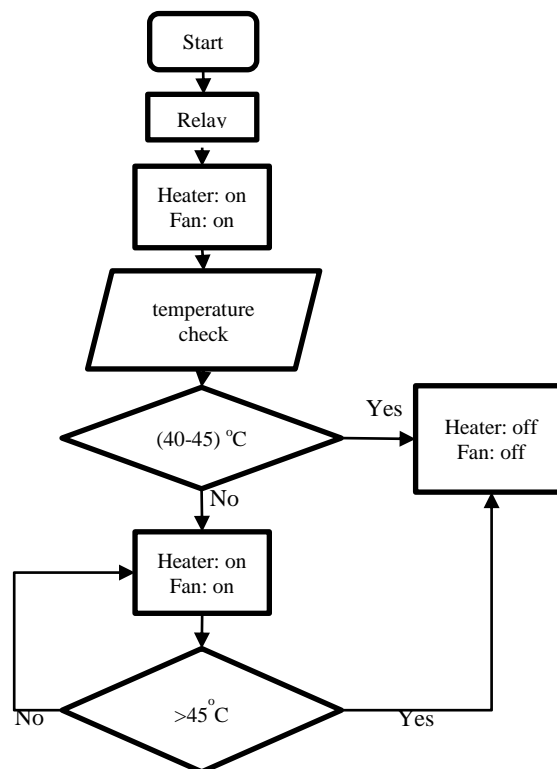 Start
Relay
Heater: on
Fan: on
temperature
check
(40-45) °C
Yes
Heater: off
Fan: off
No
Heater: on
Fan: on
>45°C
No
Yes